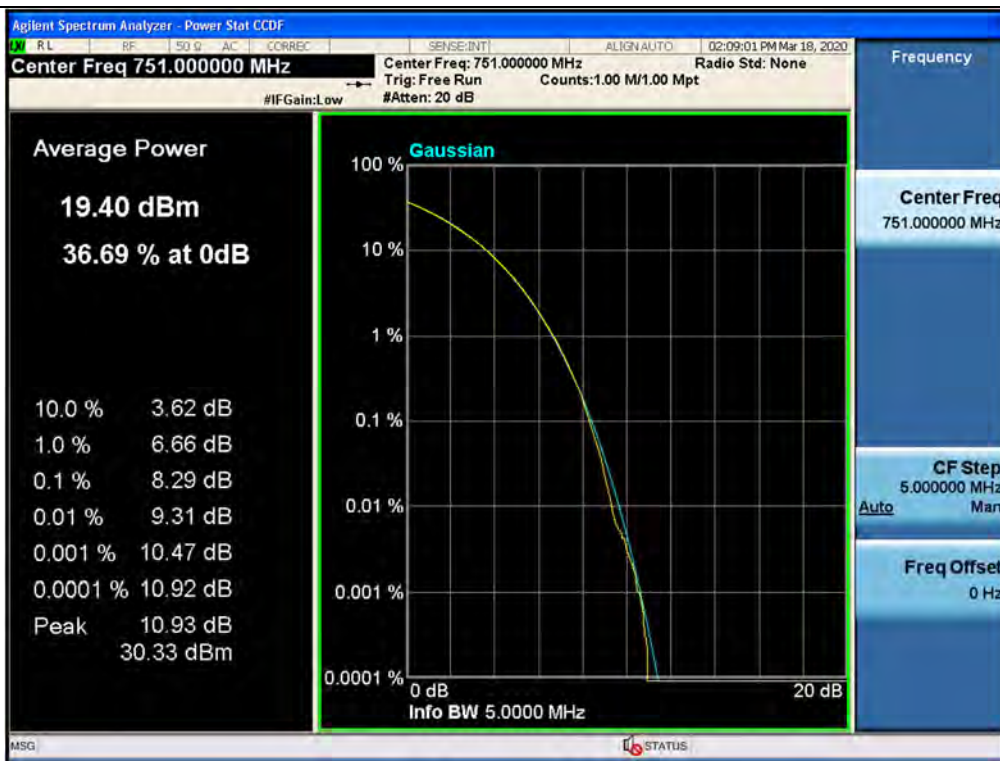 Agilent Spectrum Analyzer - Power Stat CCDF
LXI RL RF 50 Ω AC CORREC SENSE:INT ALIGN AUTO 02:09:01 PM Mar 18, 2020
Center Freq 751.000000 MHz
Center Freq: 751.000000 MHz Radio Std: None
Trig: Free Run Counts:1.00 M/1.00 Mpt
#IFGain:Low #Atten: 20 dB
Average Power
19.40 dBm
36.69 % at 0dB
10.0 % 3.62 dB
1.0 % 6.66 dB
0.1 % 8.29 dB
0.01 % 9.31 dB
0.001 % 10.47 dB
0.0001 % 10.92 dB
Peak 10.93 dB
30.33 dBm
Gaussian
100 %
10 %
1 %
0.1 %
0.01 %
0.001 %
0.0001 %
0 dB 20 dB
Info BW 5.0000 MHz
Frequency
Center Freq
751.000000 MHz
CF Step
5.000000 MHz
Auto Man
Freq Offset
0 Hz
MSG STATUS